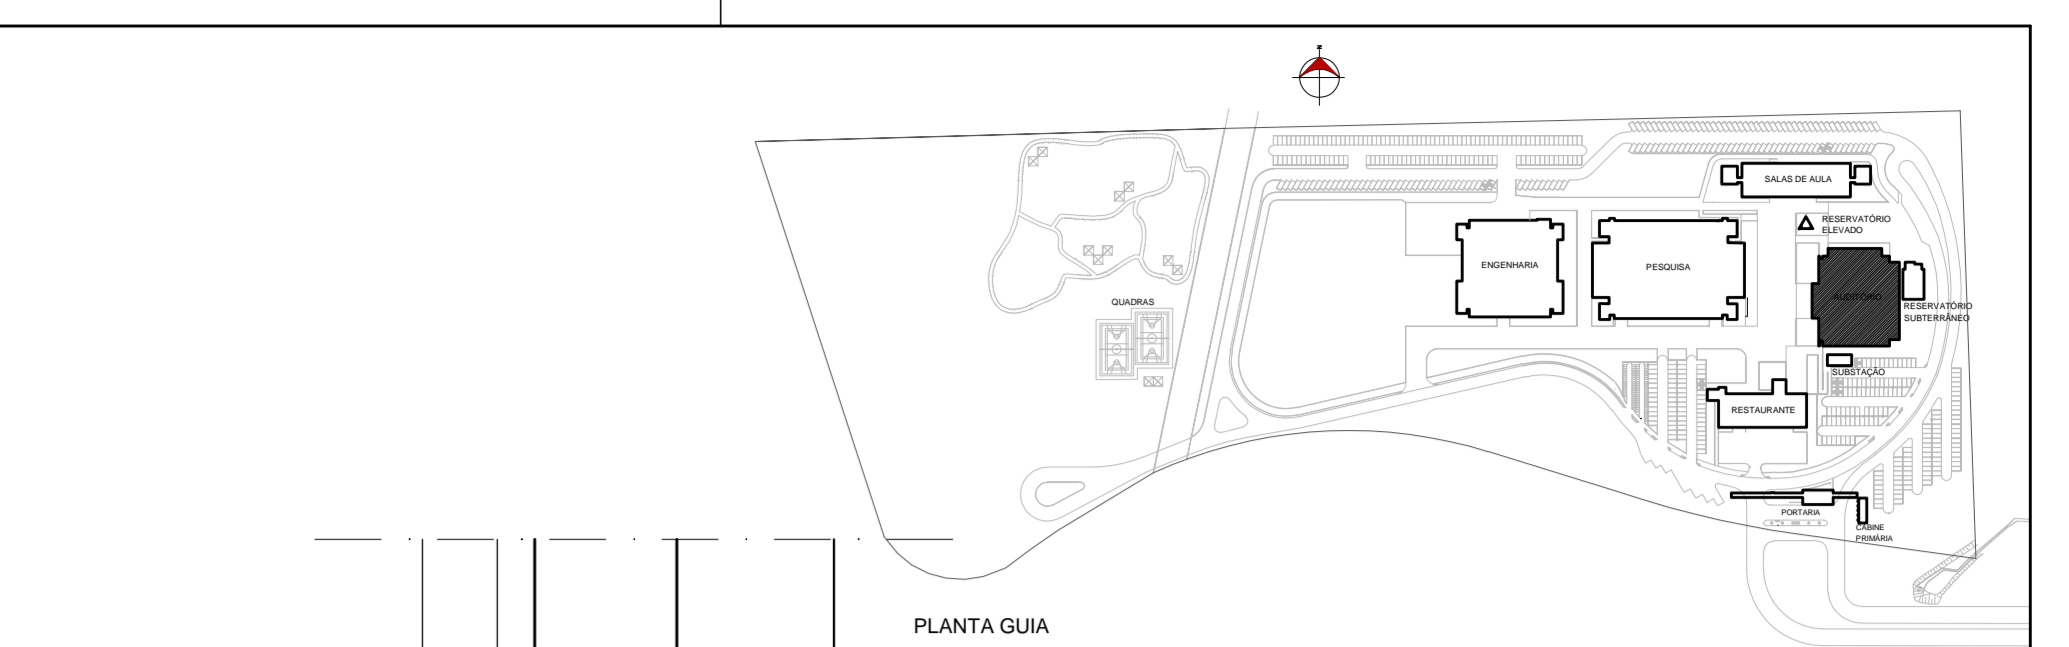 N
SALAS DE AULA
RESERVATÓRIO
ELEVADO
ENGENHARIA
PESQUISA
AUDITÓRIO
QUADRAS
RESERVATÓRIO
SUBTERRÂNEO
SUBSTAÇÃO
RESTAURANTE
PORTARIA
CABINE
PRIMÁRIA
PLANTA GUIA